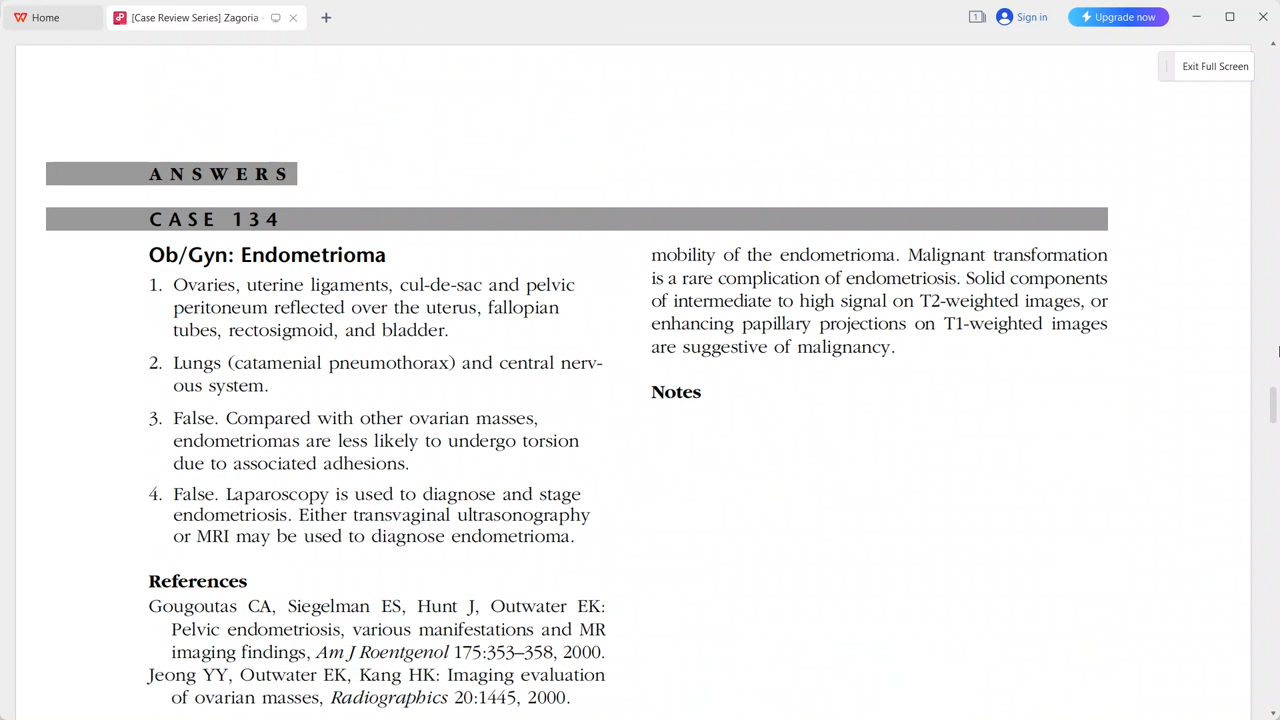 Home
[Case Review Series] Zagoria
1
Sign in
Upgrade now
Exit Full Screen
ANSWERS
CASE 134
Ob/Gyn: Endometrioma
1. Ovaries, uterine ligaments, cul-de-sac and pelvic
peritoneum reflected over the uterus, fallopian
tubes, rectosigmoid, and bladder.
2. Lungs (catamenial pneumothorax) and central nerv-
ous system.
3. False. Compared with other ovarian masses,
endometriomas are less likely to undergo torsion
due to associated adhesions.
4. False. Laparoscopy is used to diagnose and stage
endometriosis. Either transvaginal ultrasonography
or MRI may be used to diagnose endometrioma.
References
Gougoutas CA, Siegelman ES, Hunt J, Outwater EK:
Pelvic endometriosis, various manifestations and MR
imaging findings, Am J Roentgenol 175:353–358, 2000.
Jeong YY, Outwater EK, Kang HK: Imaging evaluation
of ovarian masses, Radiographics 20:1445, 2000.
mobility of the endometrioma. Malignant transformation
is a rare complication of endometriosis. Solid components
of intermediate to high signal on T2-weighted images, or
enhancing papillary projections on T1-weighted images
are suggestive of malignancy.
Notes